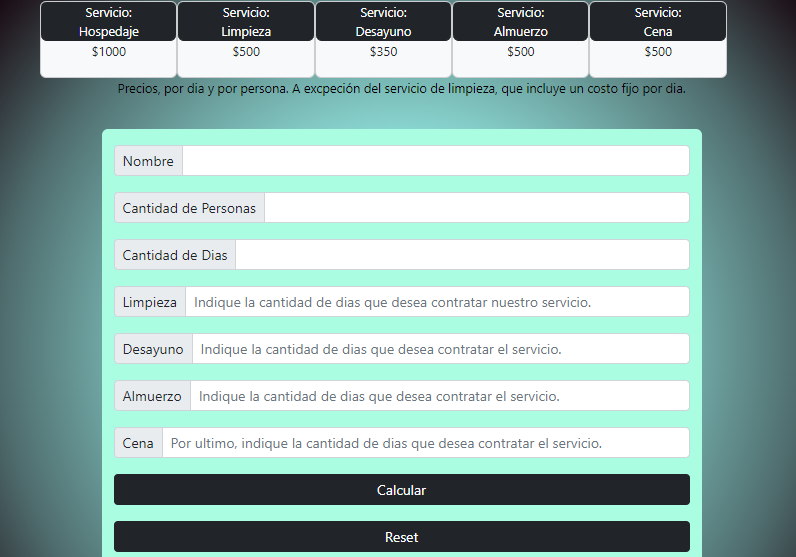 Servicio:
Hospedaje
$1000
Servicio:
Limpieza
$500
Servicio:
Desayuno
$350
Servicio:
Almuerzo
$500
Servicio:
Cena
$500
Precios, por dia y por persona. A excpeción del servicio de limpieza, que incluye un costo fijo por dia.
Nombre
Cantidad de Personas
Cantidad de Dias
Limpieza Indique la cantidad de dias que desea contratar nuestro servicio.
Desayuno Indique la cantidad de dias que desea contratar el servicio.
Almuerzo Indique la cantidad de dias que desea contratar el servicio.
Cena Por ultimo, indique la cantidad de dias que desea contratar el servicio.
Calcular
Reset